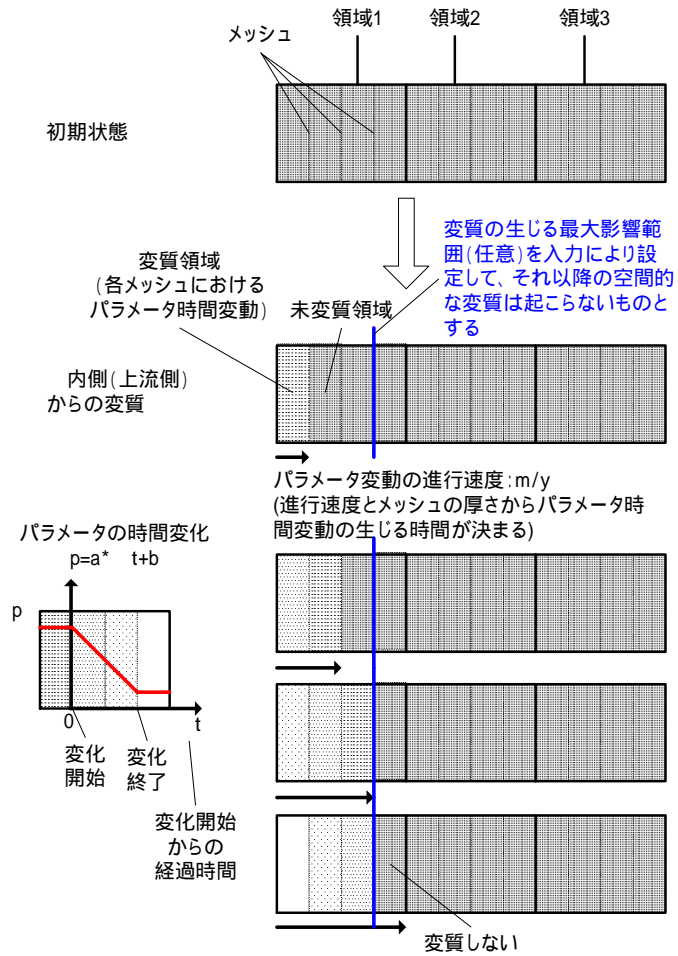 領域1
領域2
領域3
メッシュ
初期状態
変質の生じる最大影響範
囲(任意)を入力により設
定して、それ以降の空間的
な変質は起こらないものと
する
変質領域
(各メッシュにおける
パラメータ時間変動)
未変質領域
内側(上流側)
からの変質
パラメータ変動の進行速度:m/y
(進行速度とメッシュの厚さからパラメータ時
間変動の生じる時間が決まる)
パラメータの時間変化
p=a* t+b
p
0
t
変化
開始
変化
終了
変化開始
からの
経過時間
変質しない